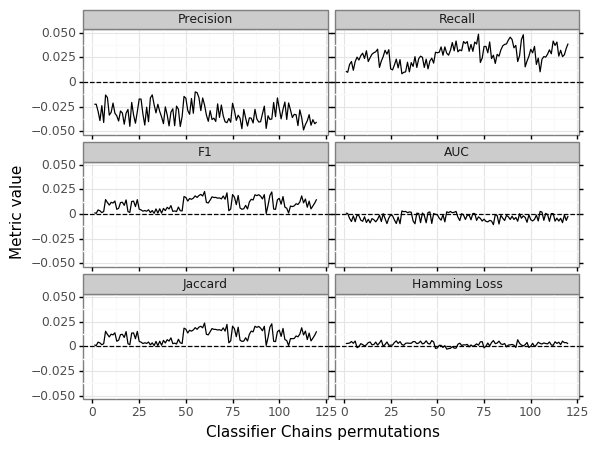 Precision
Recall
0.050
0.025
0
−0.025
−0.050
F1
AUC
0.050
0.025
0
−0.025
−0.050
Jaccard
Hamming Loss
0.050
0.025
0
−0.025
−0.050
0 25 50 75 100 125
0 25 50 75 100 125
Classifier Chains permutations
Metric value